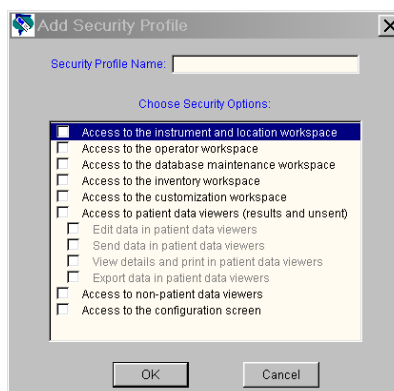 Add Security Profile
Security Profile Name:
Choose Security Options:
Access to the instrument and location workspace
Access to the operator workspace
Access to the database maintenance workspace
Access to the inventory workspace
Access to the customization workspace
Access to patient data viewers (results and unsent)
Edit data in patient data viewers
Send data in patient data viewers
View details and print in patient data viewers
Export data in patient data viewers
Access to non-patient data viewers
Access to the configuration screen
OK
Cancel